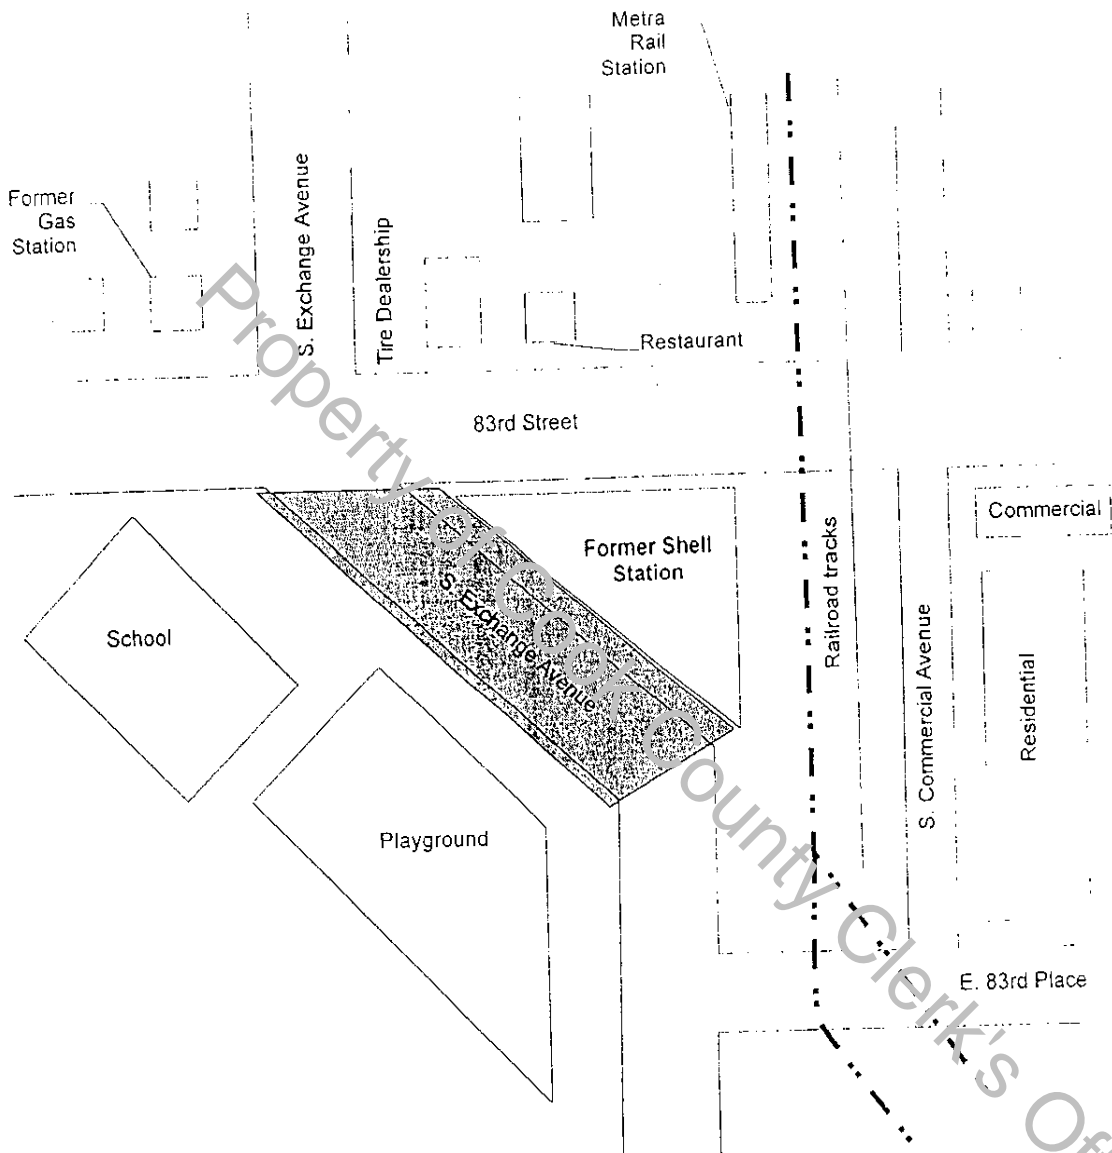 Metra
Rail
Station
Former
Gas
Station
S. Exchange Avenue
Tire Dealership
Restaurant
83rd Street
Commercial
Former Shell
Station
S. Exchange Avenue
School
Railroad tracks
S. Commercial Avenue
Residential
Playground
E. 83rd Place
Property of Cook County Clerk's Of